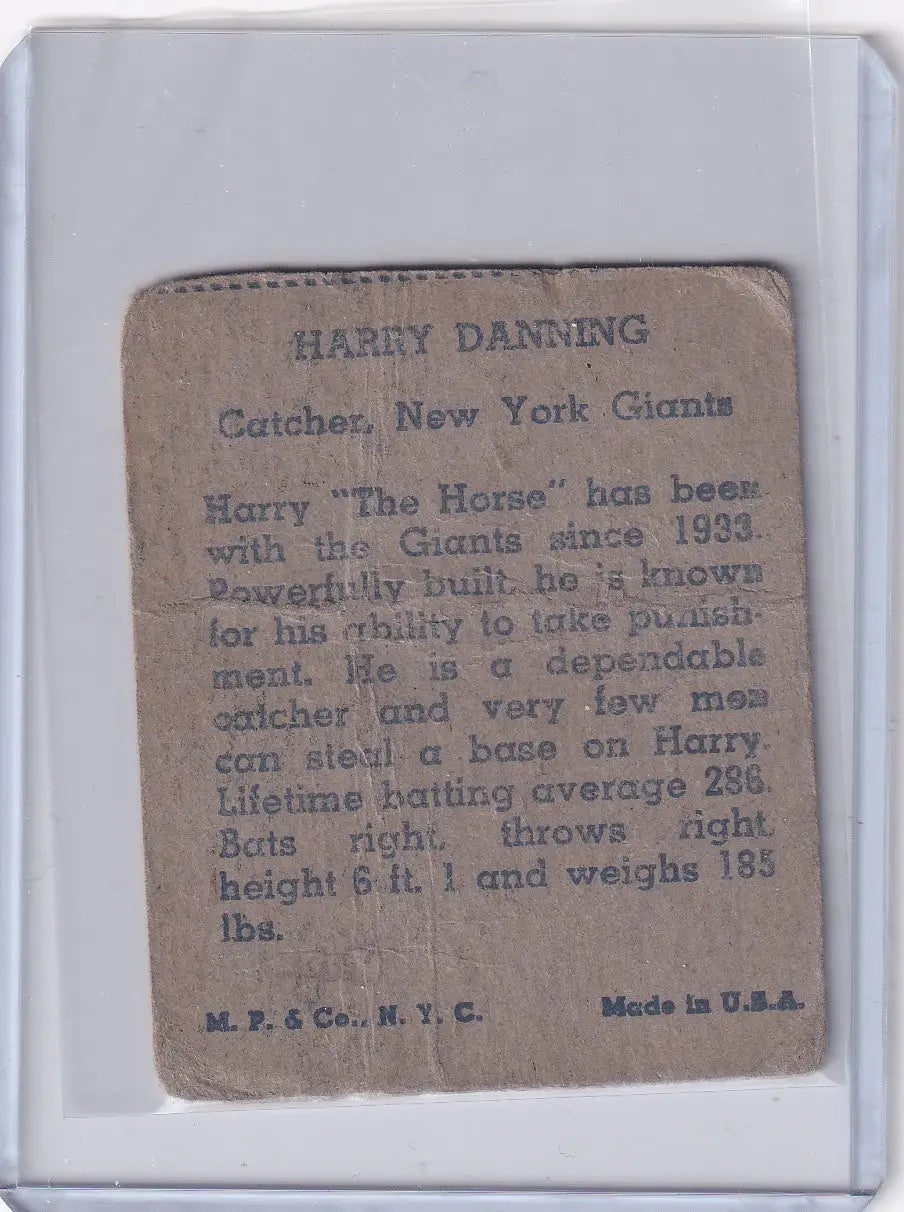 HARRY DANNING
Catcher, New York Giants
Harry "The Horse" has been
with the Giants since 1933.
Powerfully built, he is known
for his ability to take punish-
ment. He is a dependable
catcher and very few men
can steal a base on Harry.
Lifetime batting average 286.
Bats right, throws right,
height 6 ft. 1 and weighs 185
lbs.
M. P. & Co., N. Y. C.
Made in U.S.A.